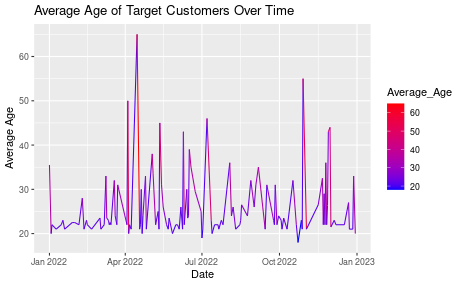 Average Age of Target Customers Over Time
Average Age
60
50
40
30
20
Jan 2022
Apr 2022
Jul 2022
Oct 2022
Jan 2023
Date
Average_Age
60
50
40
30
20